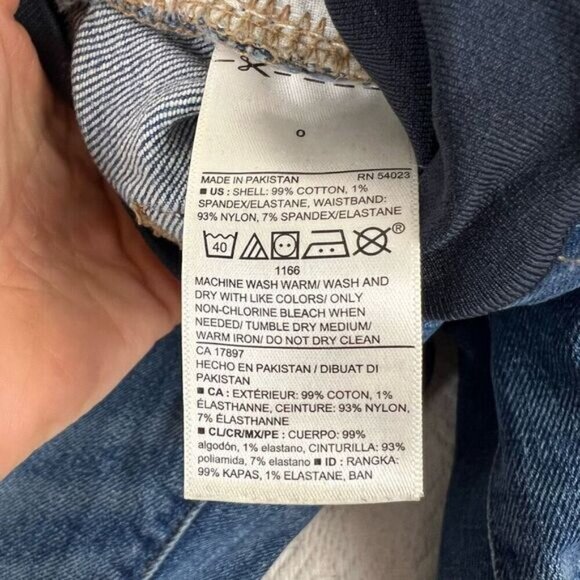 0
MADE IN PAKISTAN RN 54023
■ US : SHELL: 99% COTTON, 1%
SPANDEX/ELASTANE, WAISTBAND:
93% NYLON, 7% SPANDEX/ELASTANE
40 ®
1166
MACHINE WASH WARM/ WASH AND
DRY WITH LIKE COLORS/ ONLY
NON-CHLORINE BLEACH WHEN
NEEDED/ TUMBLE DRY MEDIUM/
WARM IRON/ DO NOT DRY CLEAN
CA 17897
HECHO EN PAKISTAN / DIBUAT DI
PAKISTAN
■ CA : EXTÉRIEUR: 99% COTON, 1%
ÉLASTHANNE, CEINTURE: 93% NYLON,
7% ÉLASTHANNE
■ CL/CR/MX/PE : CUERPO: 99%
algodón, 1% elastano, CINTURILLA: 93%
poliamida, 7% elastano ■ ID : RANGKA:
99% KAPAS, 1% ELASTANE, BAN